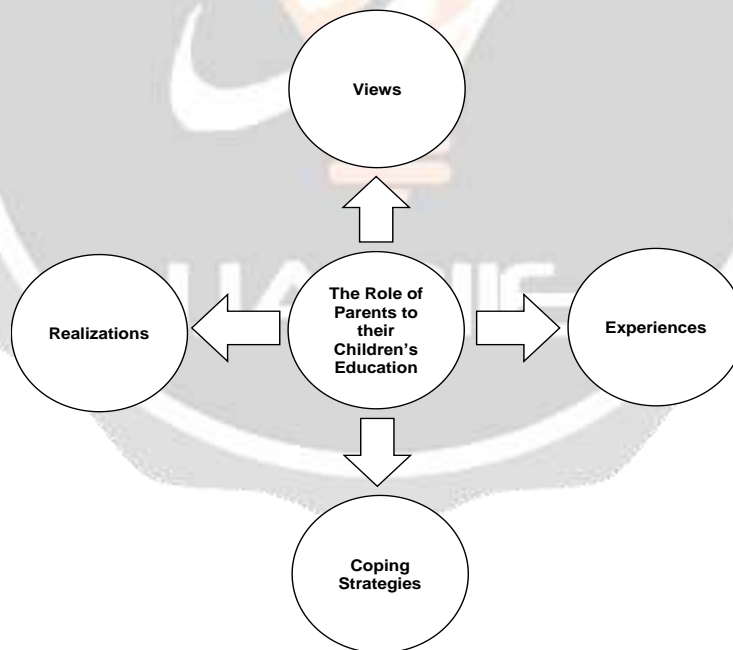 Views
The Role of
Parents to
their
Children’s
Education
Realizations
Experiences
Coping
Strategies